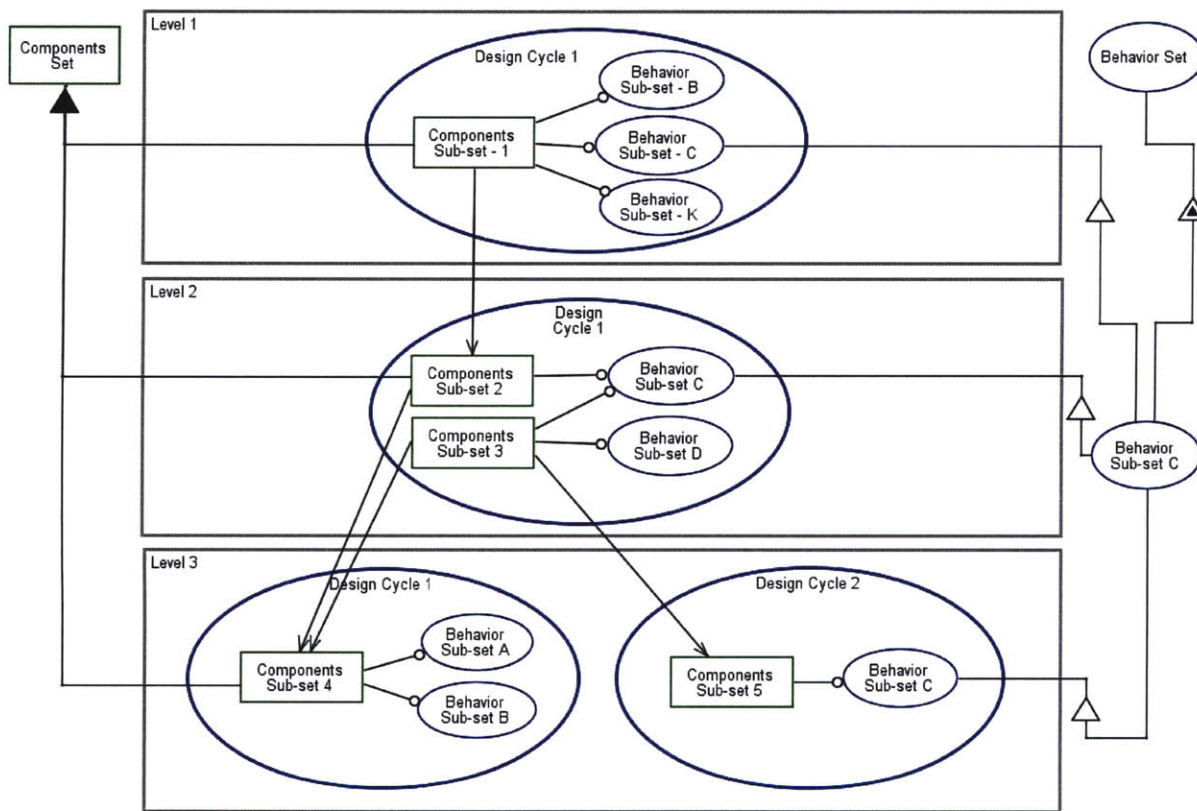 Level 1
Components
Set
Design Cycle 1
Behavior
Sub-set - B
Behavior Set
Components
Sub-set - 1
Behavior
Sub-set - C
Behavior
Sub-set - K
Level 2
Design
Cycle 1
Components
Sub-set 2
Behavior
Sub-set C
Components
Sub-set 3
Behavior
Sub-set D
Behavior
Sub-set C
Level 3
Design Cycle 1
Design Cycle 2
Behavior
Sub-set A
Components
Sub-set 4
Behavior
Sub-set B
Components
Sub-set 5
Behavior
Sub-set C